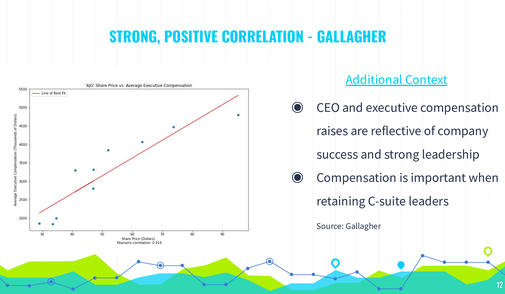 STRONG, POSITIVE CORRELATION - GALLAGHER
Additional Context
CEO and executive compensation
raises are reflective of company
success and strong leadership
Compensation is important when
retaining C-suite leaders
Source: Gallagher
'AJG' Share Price vs. Average Executive Compensation
Line of Best Fit
Average Executive Compensation (Thousands of Dollars)
5500
5000
4500
4000
3500
3000
2500
2000
30
40
50
60
70
80
90
Share Price (Dollars)
Pearsons correlation: 0.914
12